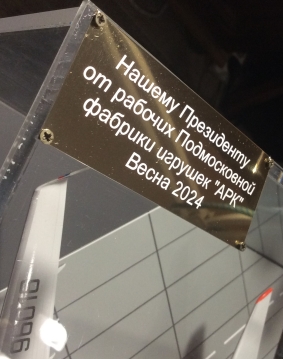 Нашему Президенту
от рабочих Подмосковной
фабрики игрушек "АРК"
Весна 2024